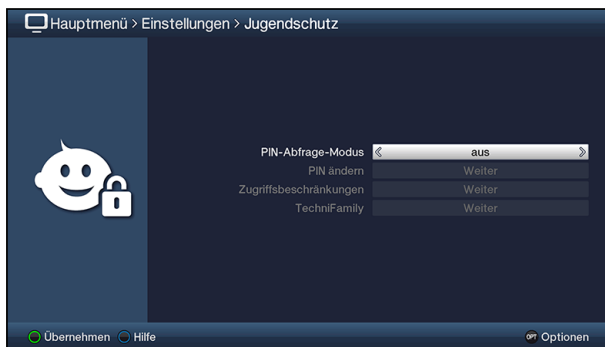 Hauptmenü > Einstellungen > Jugendschutz
PIN-Abfrage-Modus aus
PIN ändern Weiter
Zugriffsbeschränkungen Weiter
TechniFamily Weiter
Übernehmen Hilfe OPT Optionen